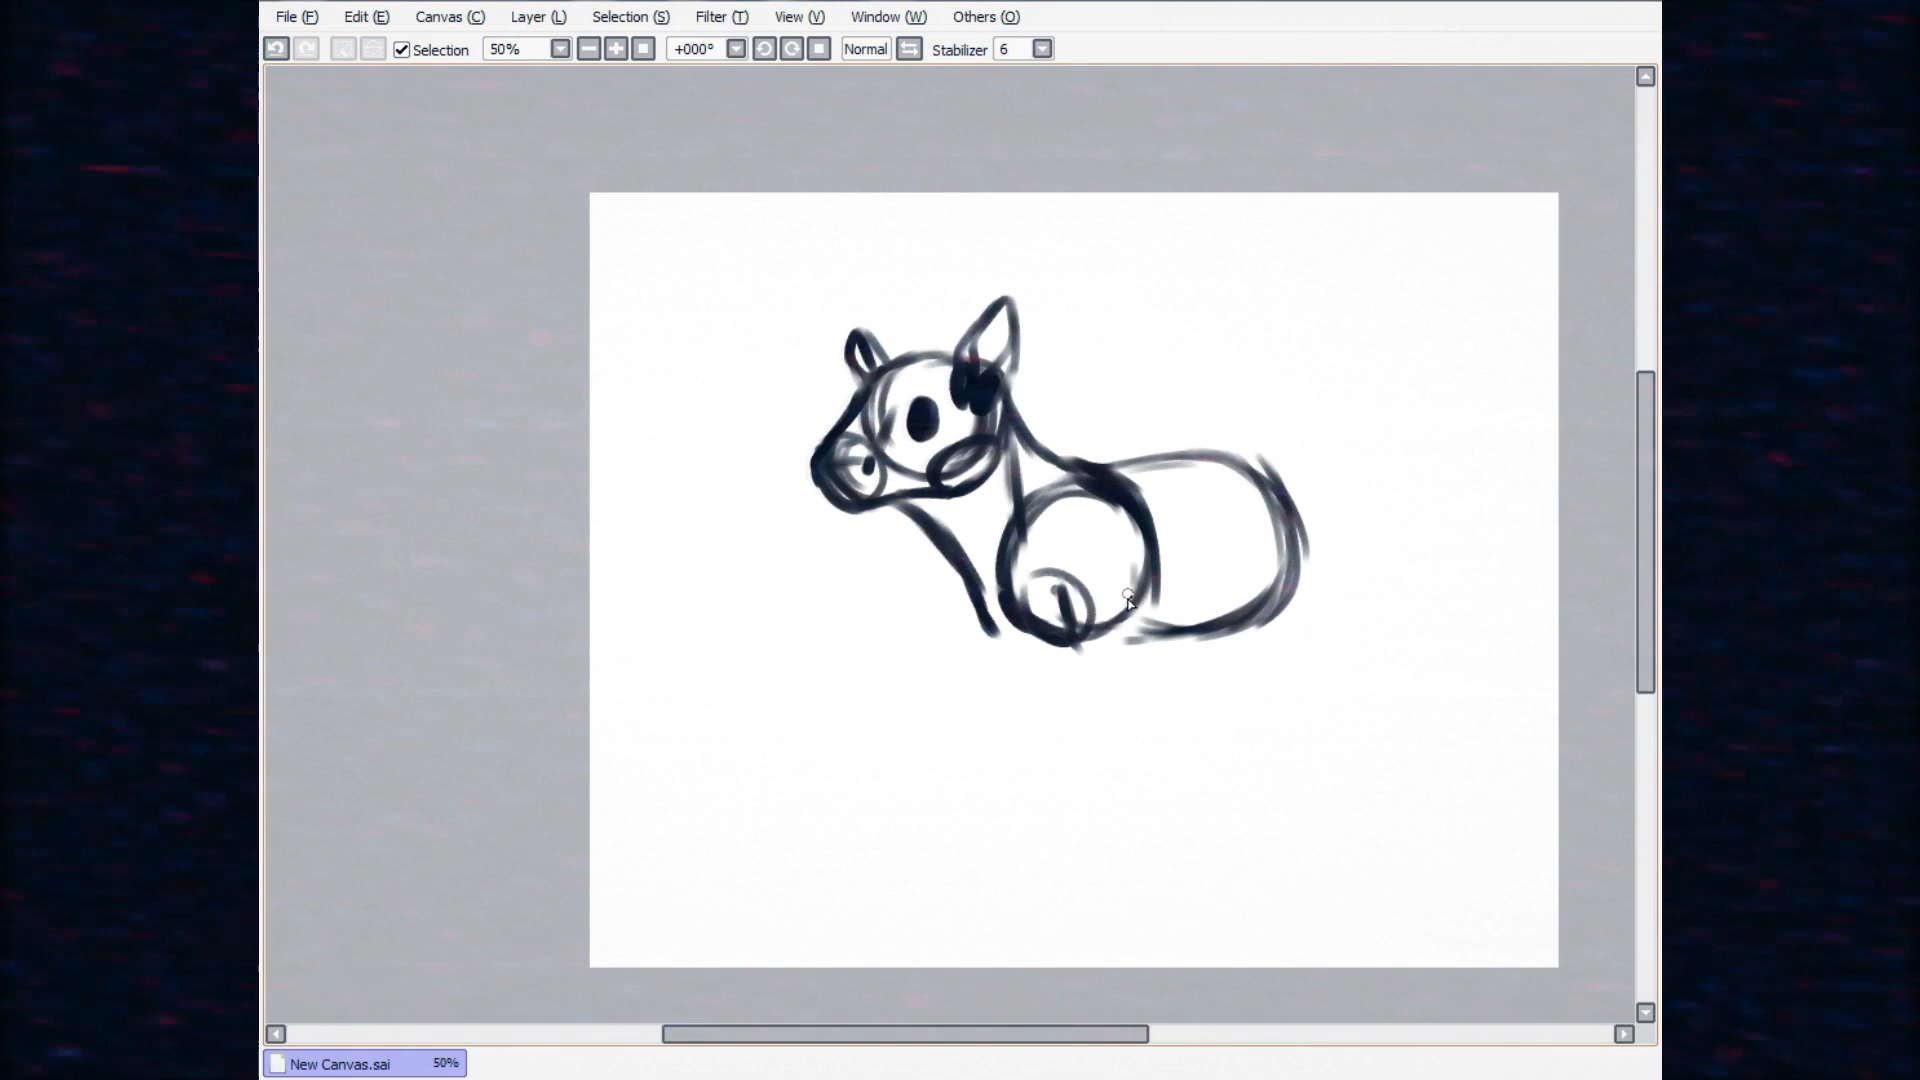 File (F) Edit (E) Canvas (C) Layer (L) Selection (S) Filter (T) View (V) Window (W) Others (O)
Selection 50% +000° Normal Stabilizer 6
New Canvas.sai 50%